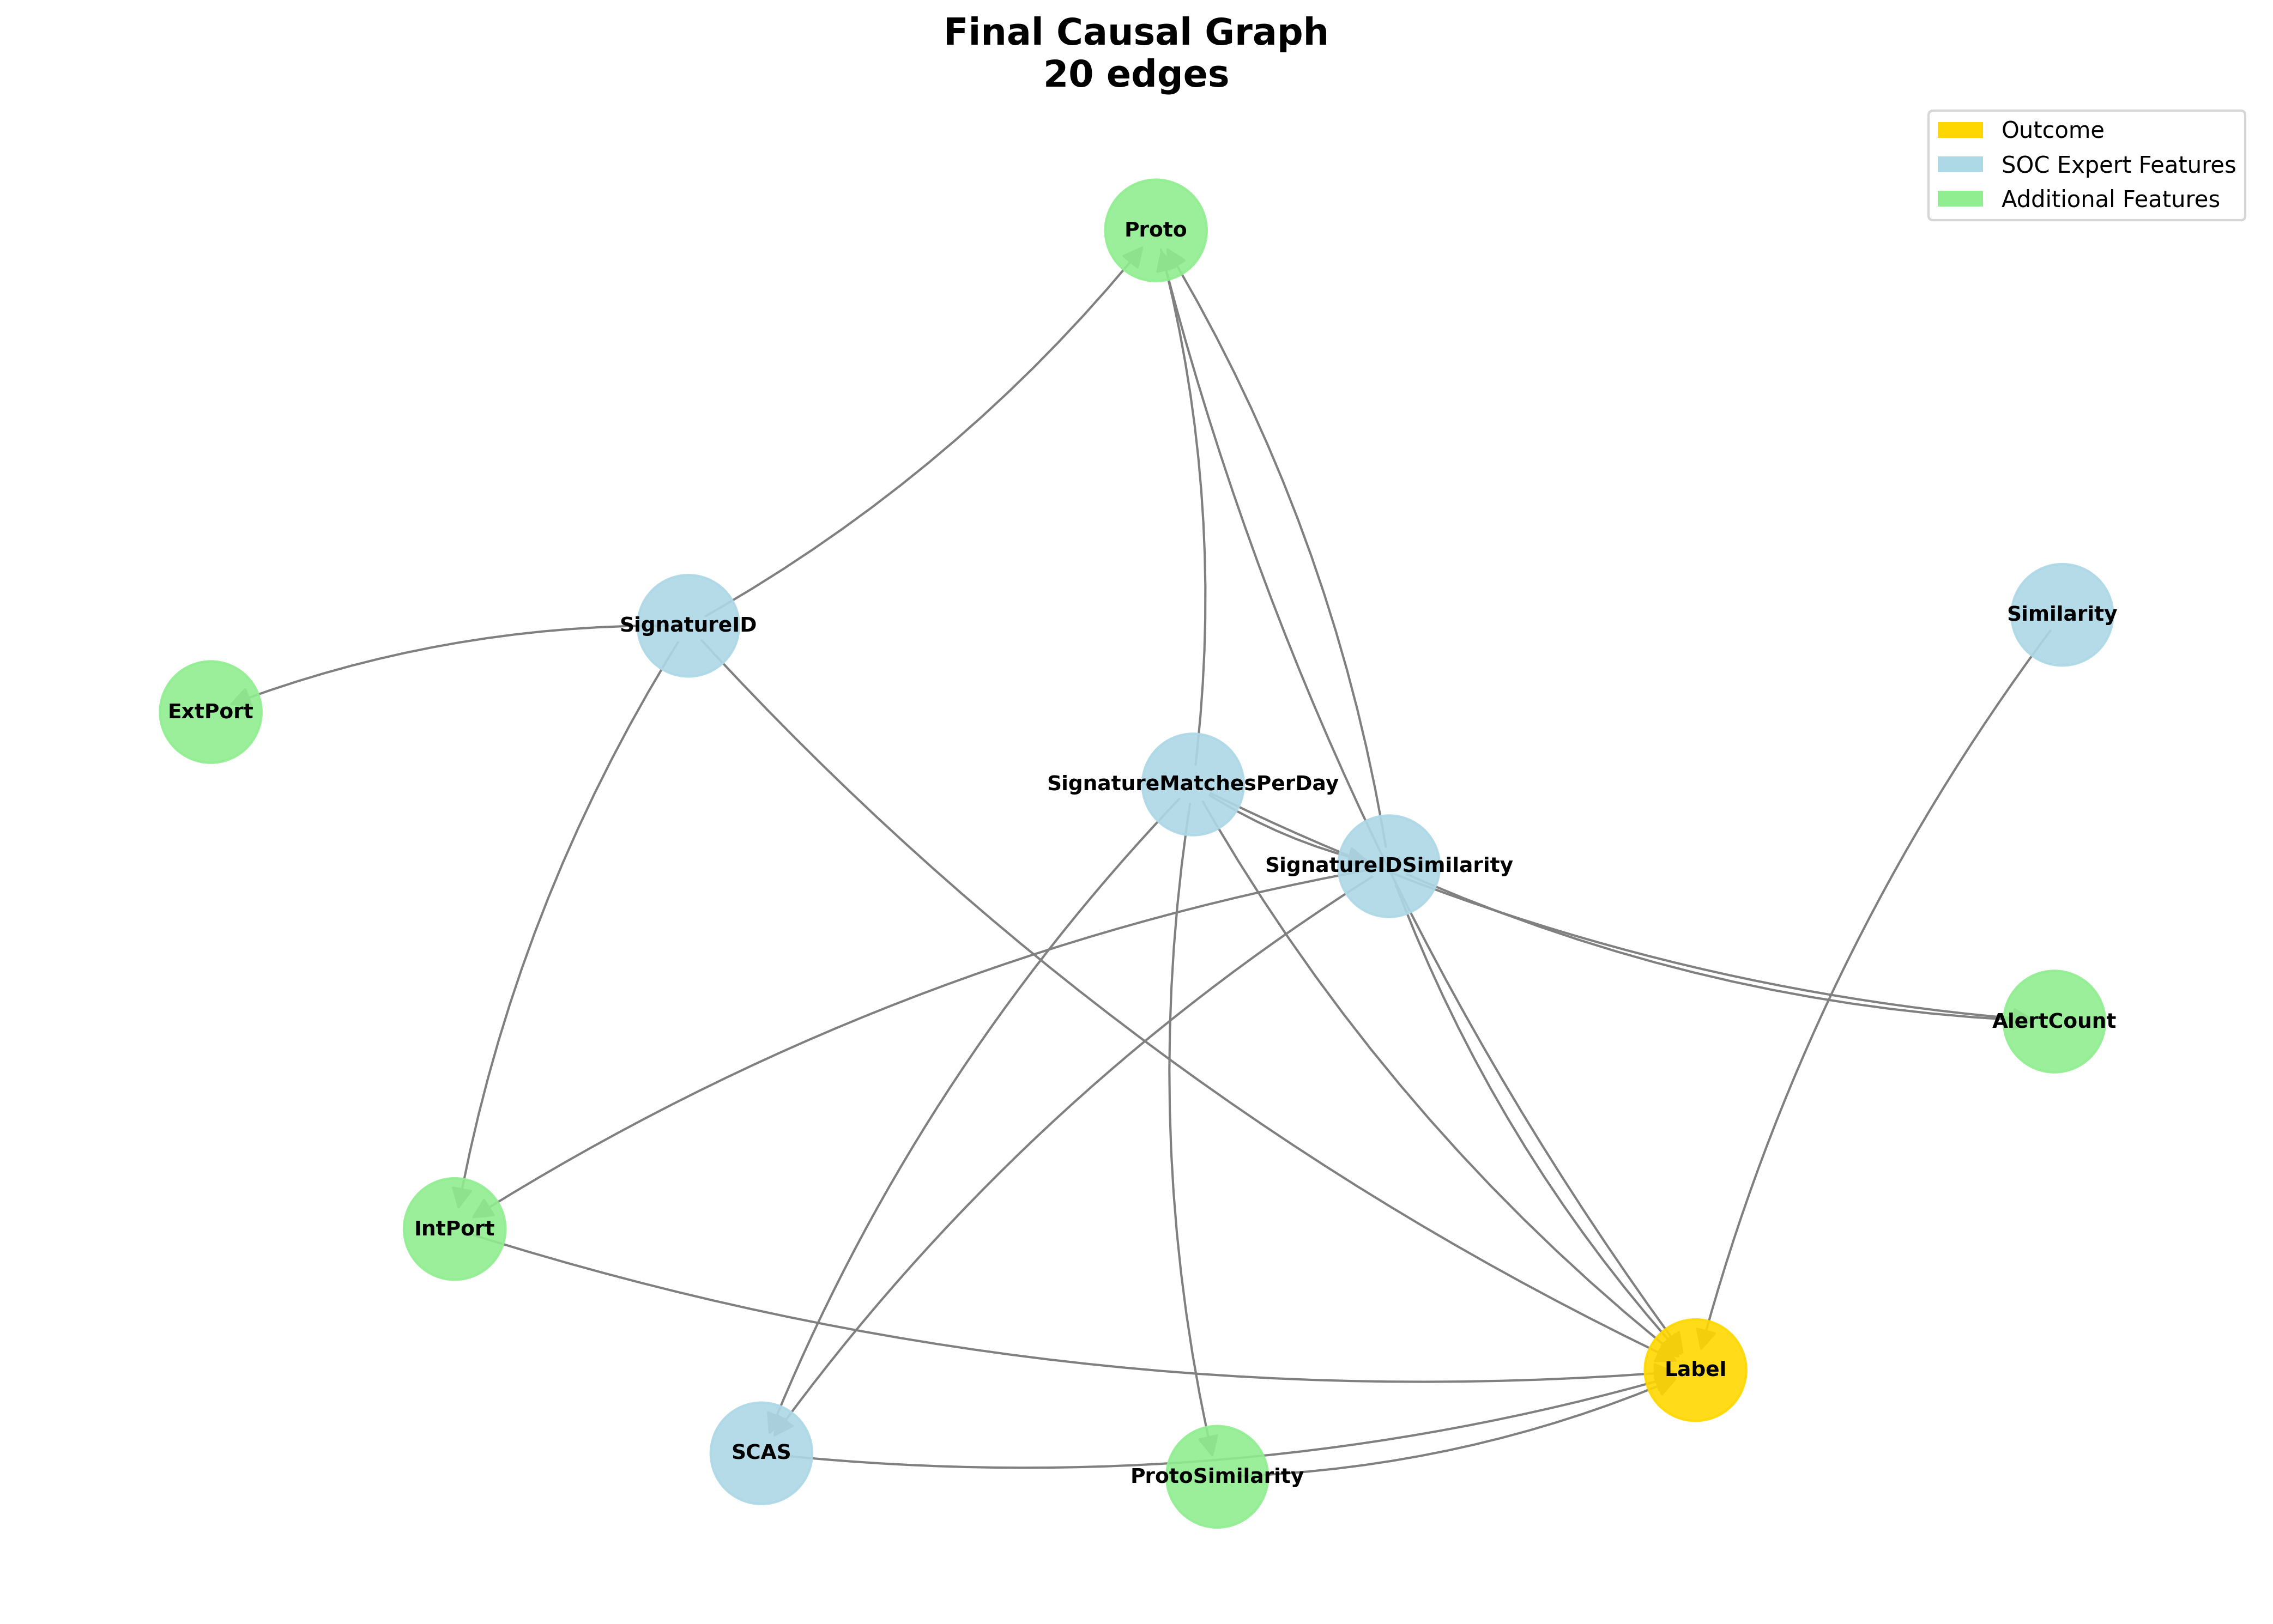 Final Causal Graph
20 edges
Outcome
SOC Expert Features
Additional Features
Proto
SignatureID
Similarity
ExtPort
SignatureMatchesPerDay
SignatureIDSimilarity
AlertCount
IntPort
Label
SCAS
ProtoSimilarity